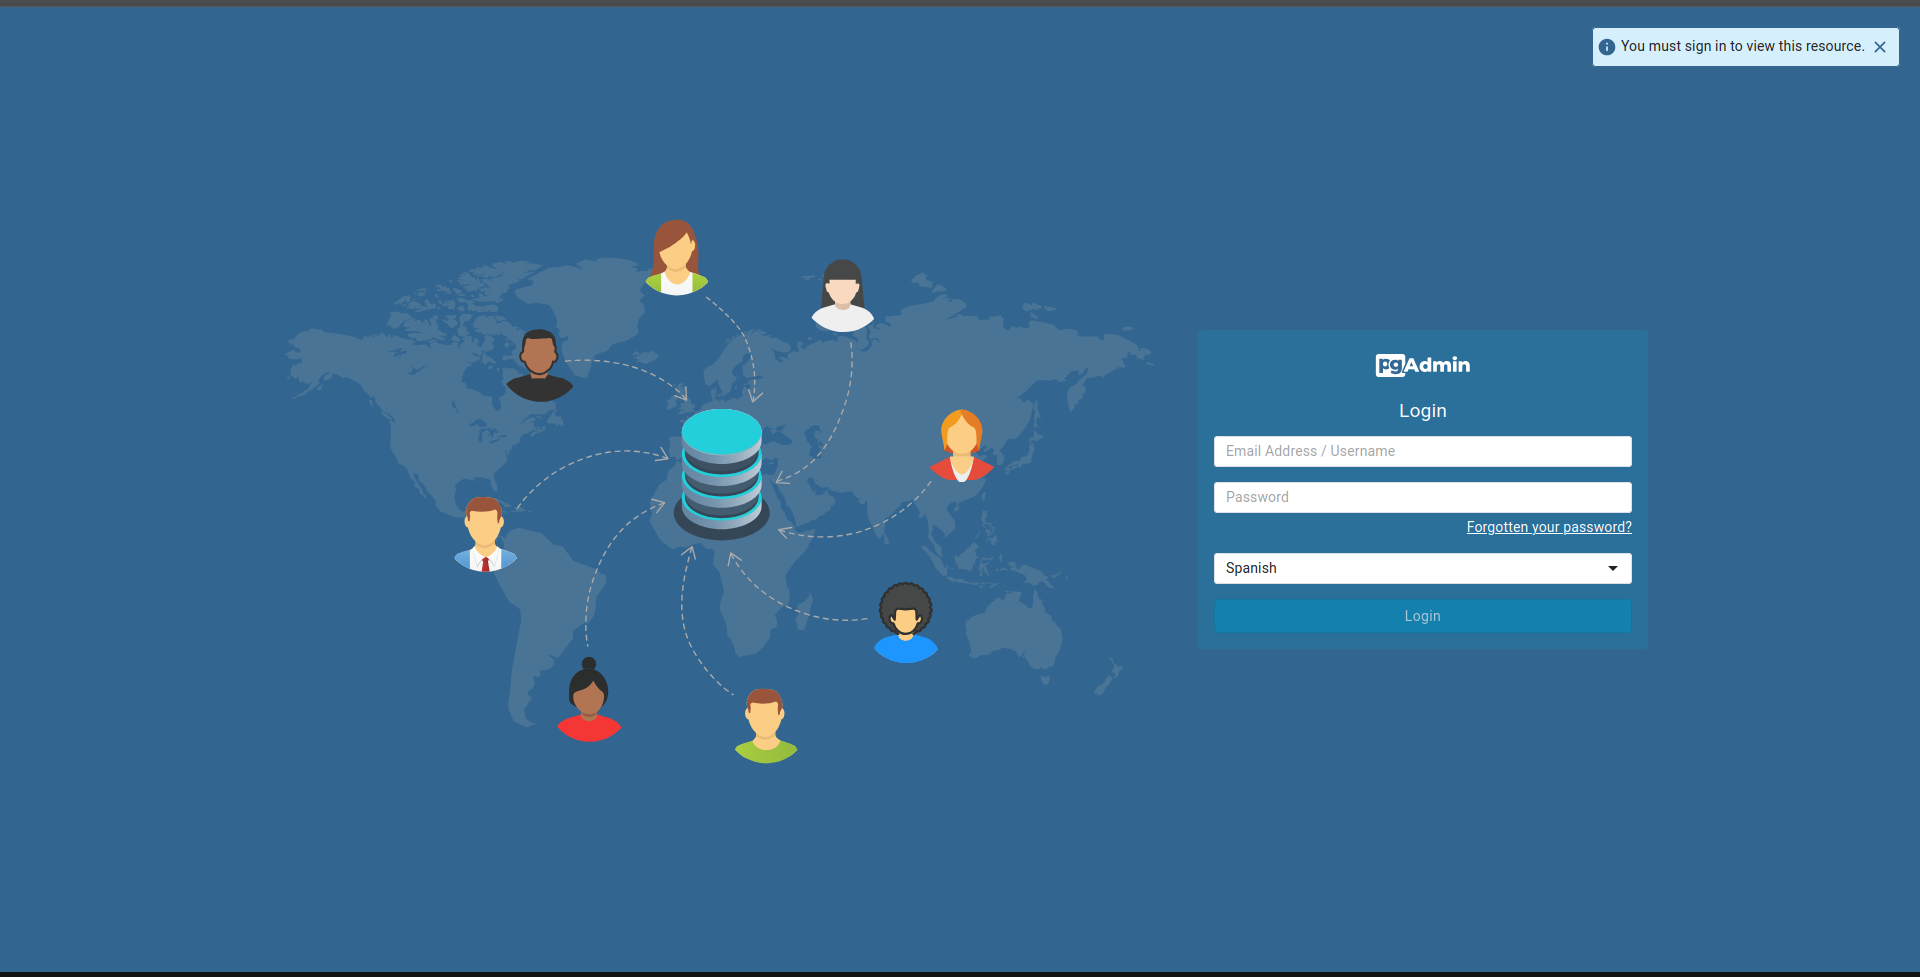 You must sign in to view this resource.
pgAdmin
Login
Email Address / Username
Password
Forgotten your password?
Spanish
Login